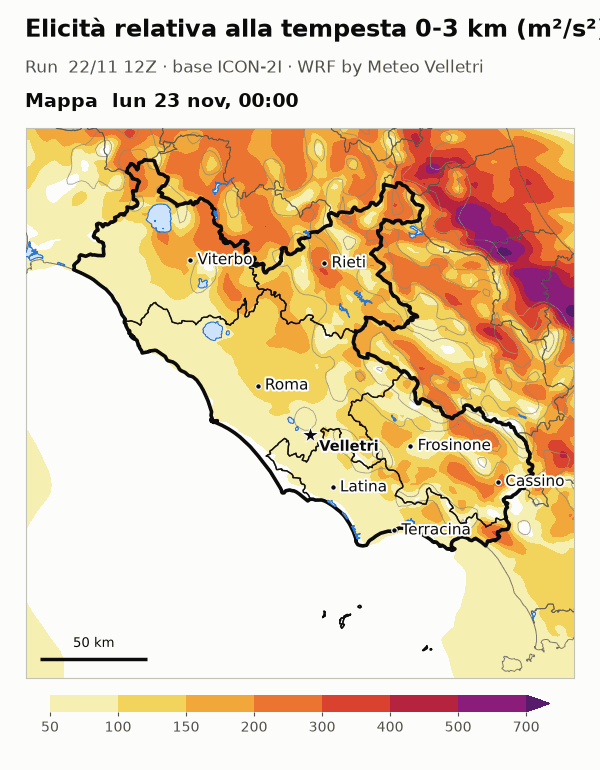 Elicità relativa alla tempesta 0-3 km (m²/s²)
Run 22/11 12Z · base ICON-2I · WRF by Meteo Velletri
Mappa lun 23 nov, 00:00
Viterbo
Rieti
Roma
Velletri
Frosinone
Cassino
Latina
Terracina
50 km
50 100 150 200 300 400 500 700